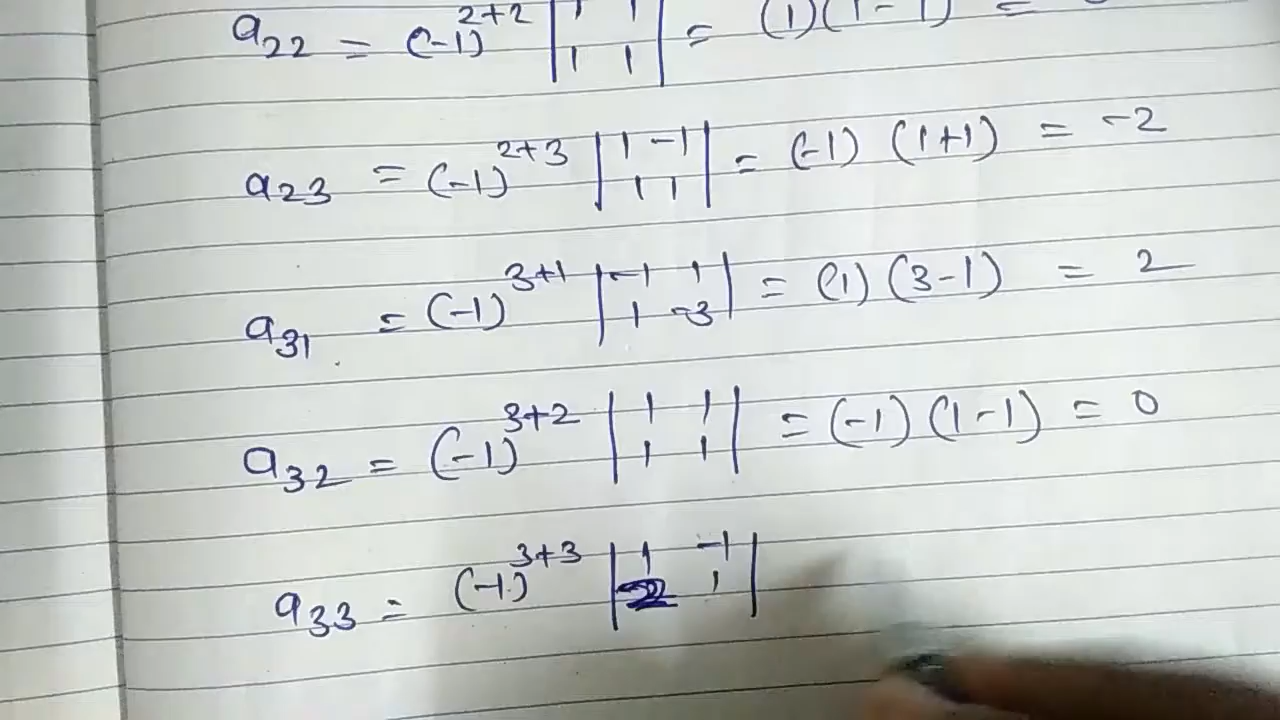 a22 = (-1)^2+2 | 1 1 | = (1)(1-1) =
1 1
a23 = (-1)^2+3 | 1 -1 | = (-1) (1+1) = -2
1 1
a31 = (-1)^3+1 | -1 1 | = (1) (3-1) = 2
1 -3
a32 = (-1)^3+2 | 1 1 | = (-1) (1-1) = 0
1 1
a33 = (-1)^3+3 | 1 -1 |
1